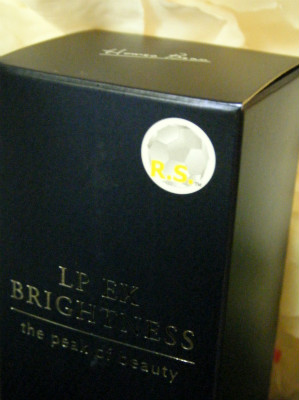 R.S.
LP EX
BRIGHTNESS
the peak of beauty